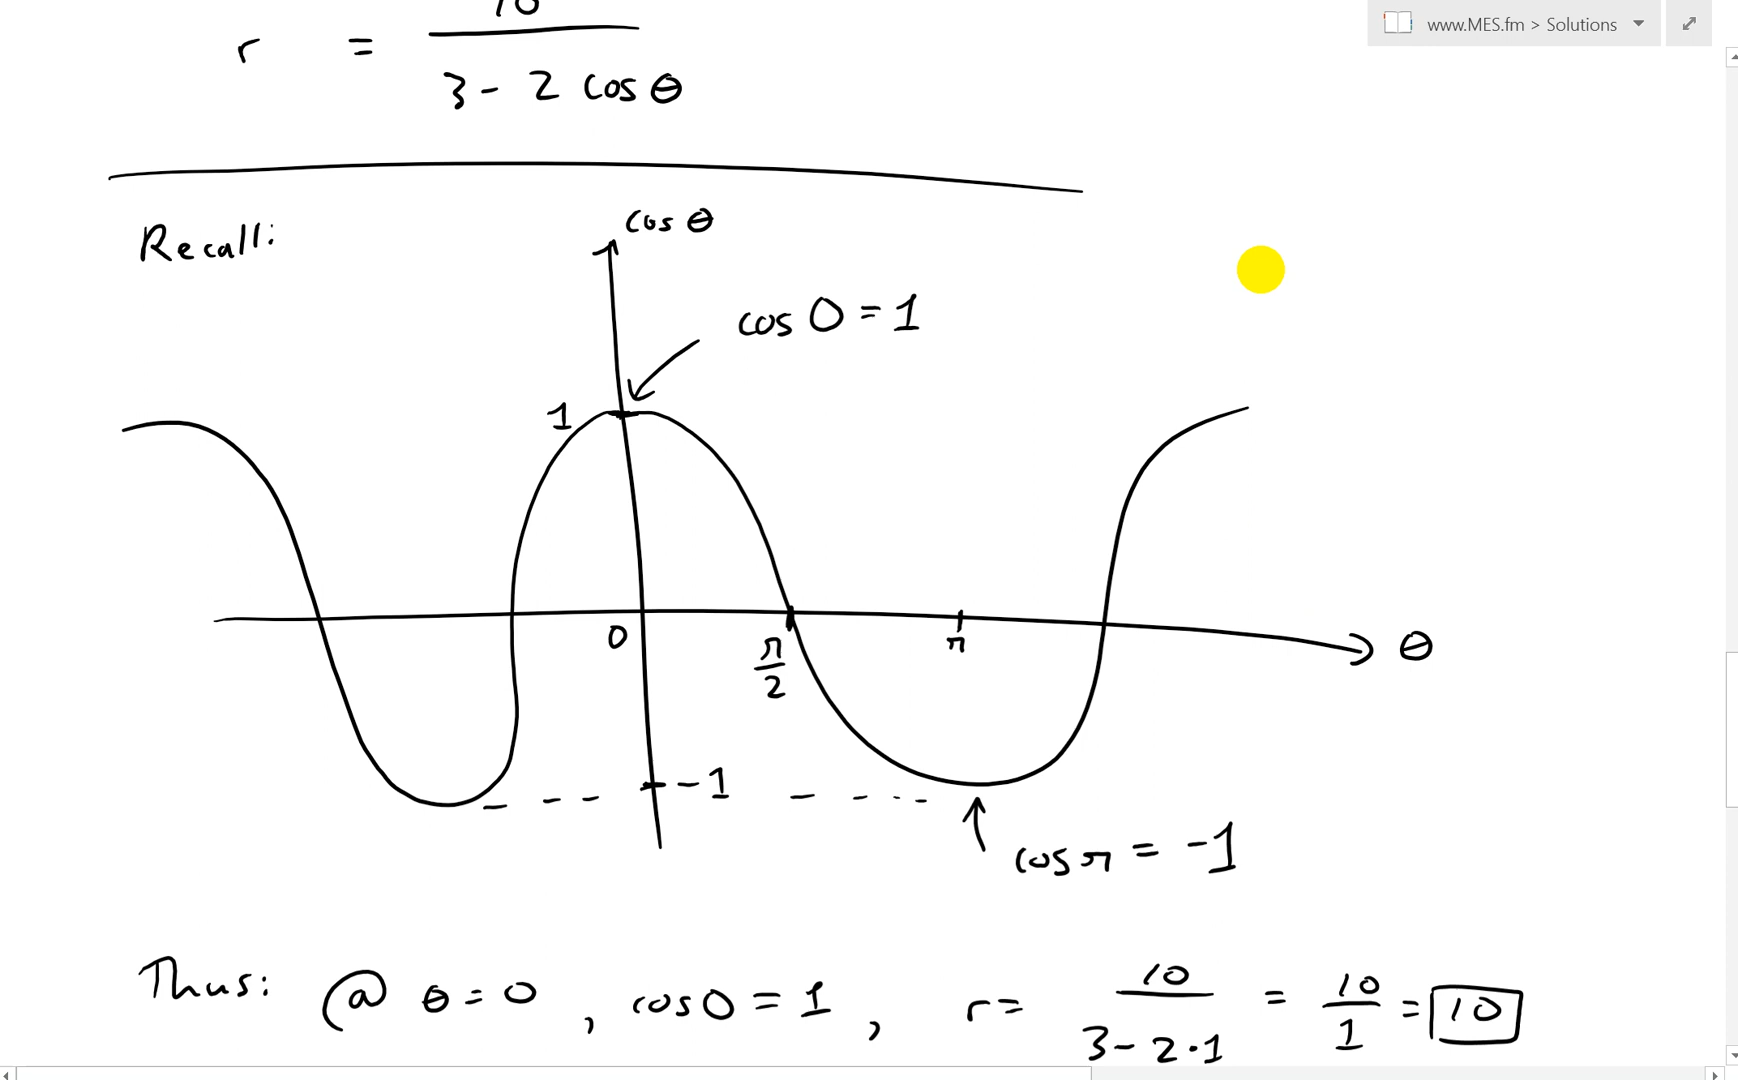 www.MES.fm > Solutions
r = 10 / (3 - 2 cos θ)
Recall:
cos θ
cos 0 = 1
1
0
π/2
π
θ
-1
cos π = -1
Thus: @ θ = 0, cos 0 = 1, r = 10 / (3 - 2·1) = 10/1 = 10